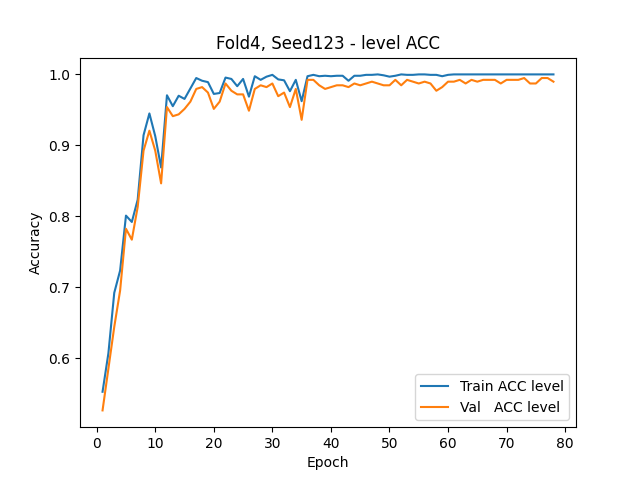 Fold4, Seed123 - level ACC
1.0
0.9
0.8
0.7
0.6
Accuracy
0 10 20 30 40 50 60 70 80
Epoch
Train ACC level
Val   ACC level